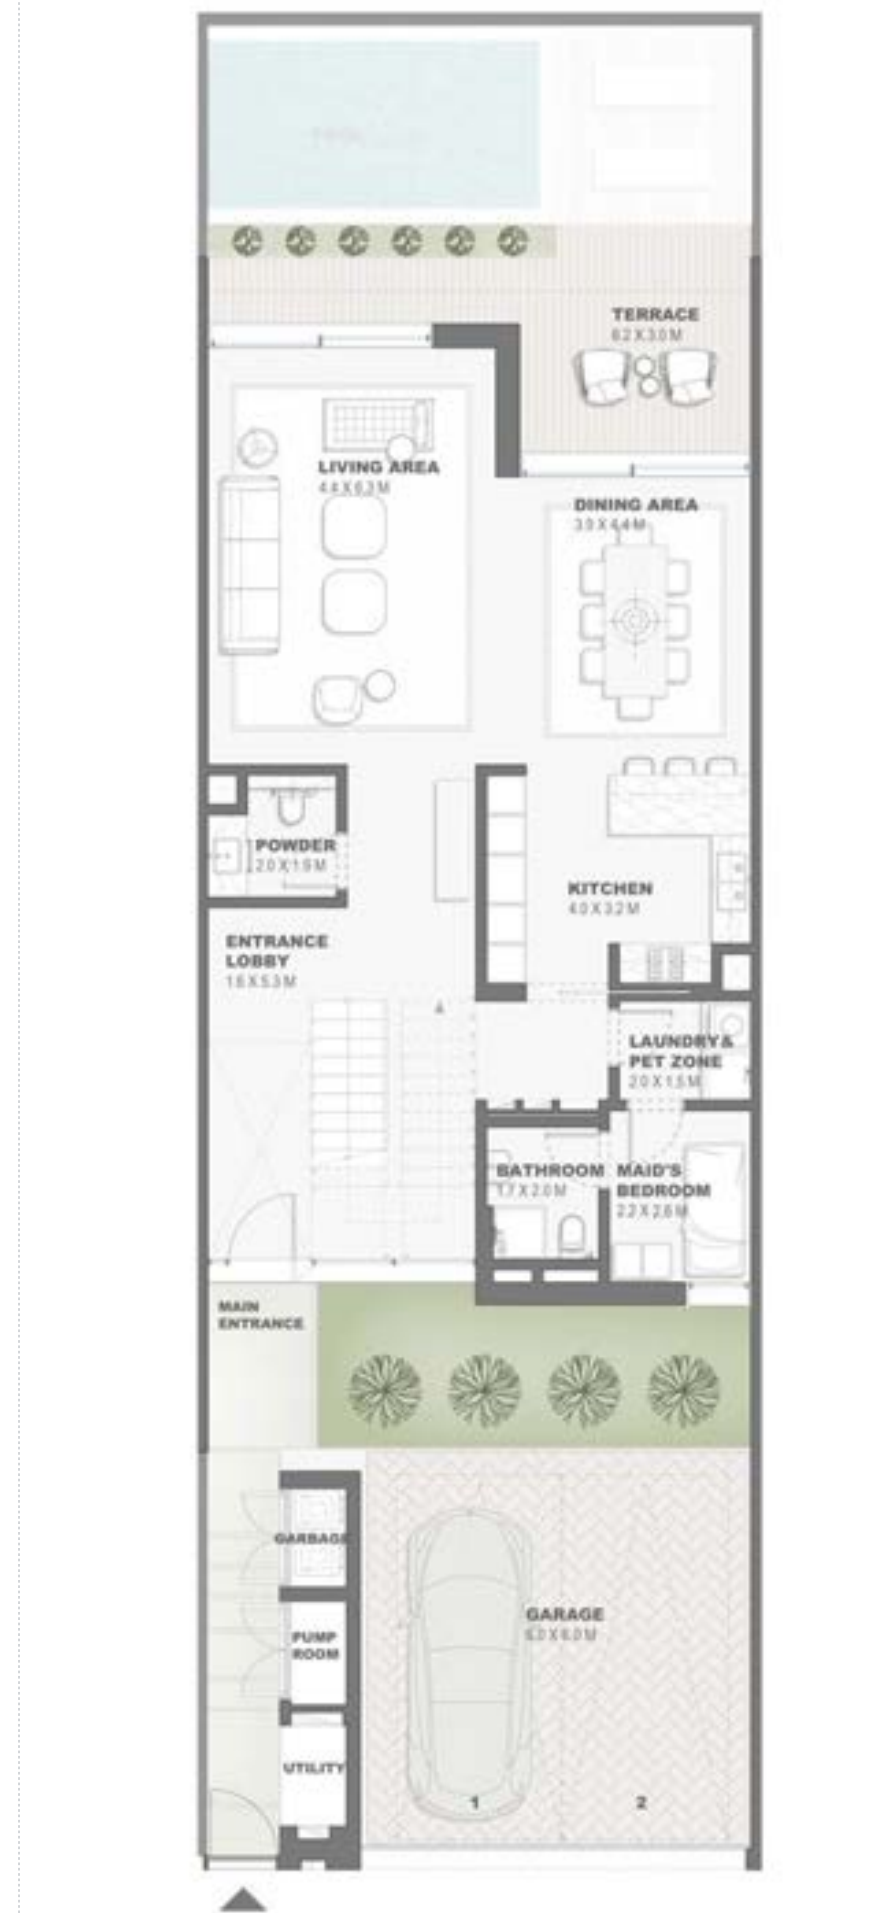 TERRACE
6.2 X 3.0 M
LIVING AREA
4.4 X 6.3 M
DINING AREA
3.0 X 4.4 M
POWDER
2.0 X 1.6 M
KITCHEN
4.0 X 3.2 M
ENTRANCE
LOBBY
1.6 X 5.3 M
LAUNDRY &
PET ZONE
2.0 X 1.5 M
BATHROOM
1.7 X 2.0 M
MAID'S
BEDROOM
2.2 X 2.6 M
MAIN
ENTRANCE
GARBAGE
PUMP
ROOM
GARAGE
6.0 X 6.0 M
UTILITY
1
2